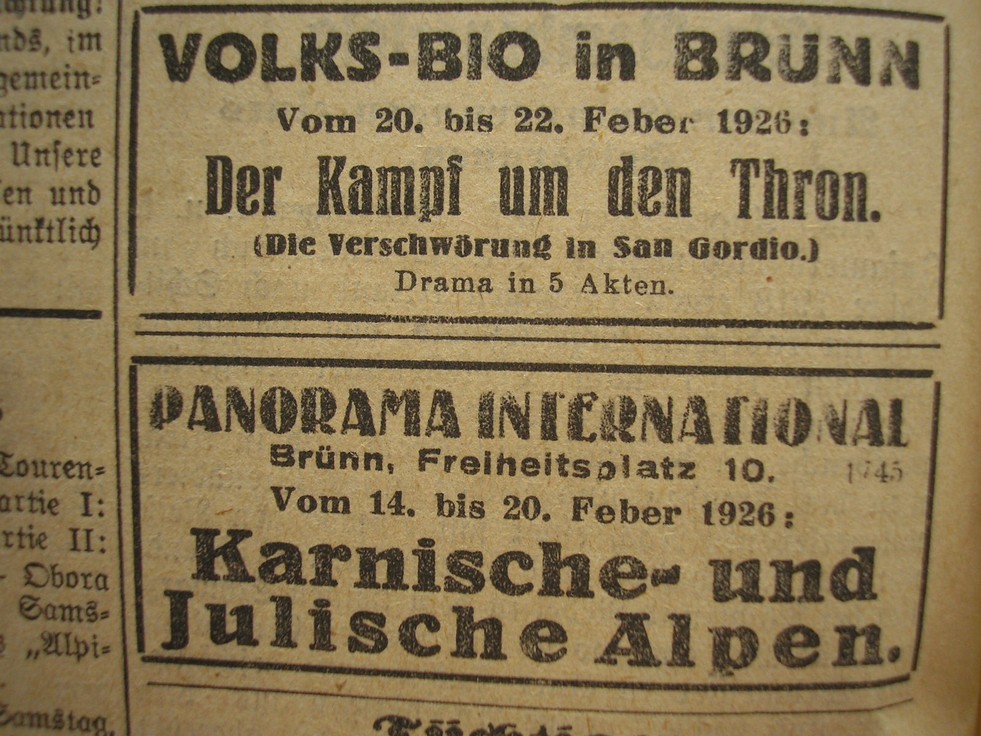 nds, im
gemein=
ationen
Unsere
en und
ünktlich
Touren=
artie I:
rtie II:
Obora
Sams=
„Alpi=
Samstag,
VOLKS-BIO in BRÜNN
Vom 20. bis 22. Feber 1926:
Der Kampf um den Thron.
(Die Verschwörung in San Gordio.)
Drama in 5 Akten.
PANORAMA INTERNATIONAL
Brünn, Freiheitsplatz 10. 1745
Vom 14. bis 20. Feber 1926:
Karnische- und
Julische Alpen.